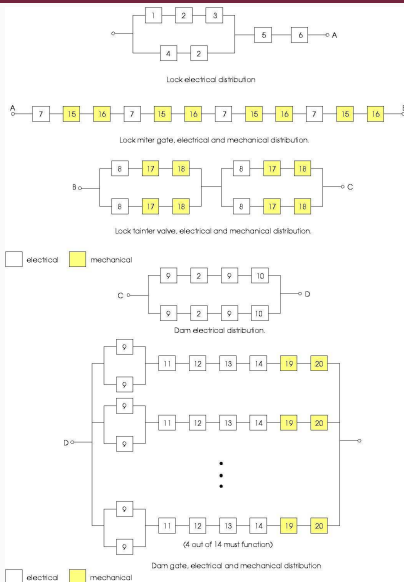 1 2 3
5 6 A
4 2
Lock electrical distribution
A 7 15 16 7 15 16 7 15 16 7 15 16
Lock miter gate, electrical and mechanical distribution.
8 17 18 8 17 18
B C
8 17 18 8 17 18
Lock tainter valve, electrical and mechanical distribution.
electrical mechanical
9 2 9 10
C D
9 2 9 10
Dam electrical distribution.
9
11 12 13 14 19 20
9
9
11 12 13 14 19 20
D 9
9
11 12 13 14 19 20
9
(4 out of 14 must function)
Dam gate, electrical and mechanical distribution
electrical mechanical